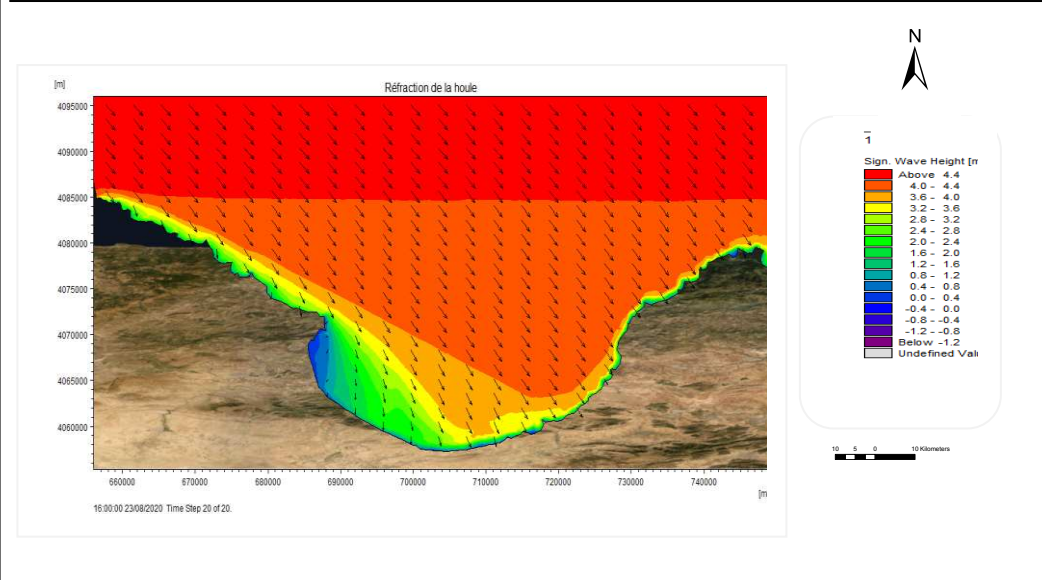 N
[m]
Réfraction de la houle
4095000
4090000
4085000
4080000
4075000
4070000
4065000
4060000
660000 670000 680000 690000 700000 710000 720000 730000 740000
[m
16:00:00 23/08/2020 Time Step 20 of 20.
1
Sign. Wave Height [m
Above 4.4
4.0 - 4.4
3.6 - 4.0
3.2 - 3.6
2.8 - 3.2
2.4 - 2.8
2.0 - 2.4
1.6 - 2.0
1.2 - 1.6
0.8 - 1.2
0.4 - 0.8
0.0 - 0.4
-0.4 - 0.0
-0.8 - -0.4
-1.2 - -0.8
Below -1.2
Undefined Valu
10 5 0 10 Kilometers